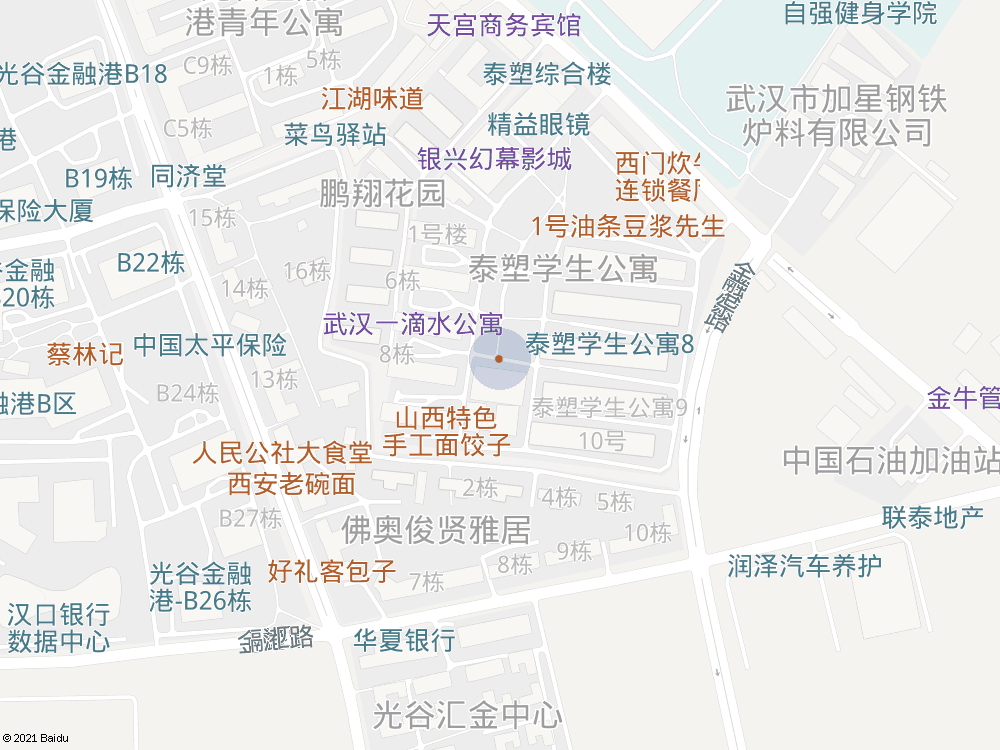 港青年公寓
天宫商务宾馆
自强健身学院
C9栋
5栋
1栋
光谷金融港B18
泰塑综合楼
江湖味道
武汉市加星钢铁
炉料有限公司
C5栋
菜鸟驿站
精益眼镜
港
银兴幻幕影城
西门炊
连锁餐
B19栋
同济堂
鹏翔花园
保险大厦
15栋
1号楼
1号油条豆浆先生
B22栋
16栋
6栋
泰塑学生公寓
金融
20栋
14栋
武汉一滴水公寓
蔡林记
中国太平保险
8栋
泰塑学生公寓8
13栋
B24栋
融港B区
金牛管
泰塑学生公寓9
山西特色
手工面饺子
10号
人民公社大食堂
西安老碗面
中国石油加油站
2栋
4栋
5栋
B27栋
佛奥俊贤雅居
联泰地产
10栋
9栋
8栋
润泽汽车养护
光谷金融
港-B26栋
好礼客包子
7栋
汉口银行
数据中心
华夏银行
光谷汇金中心
© 2021 Baidu